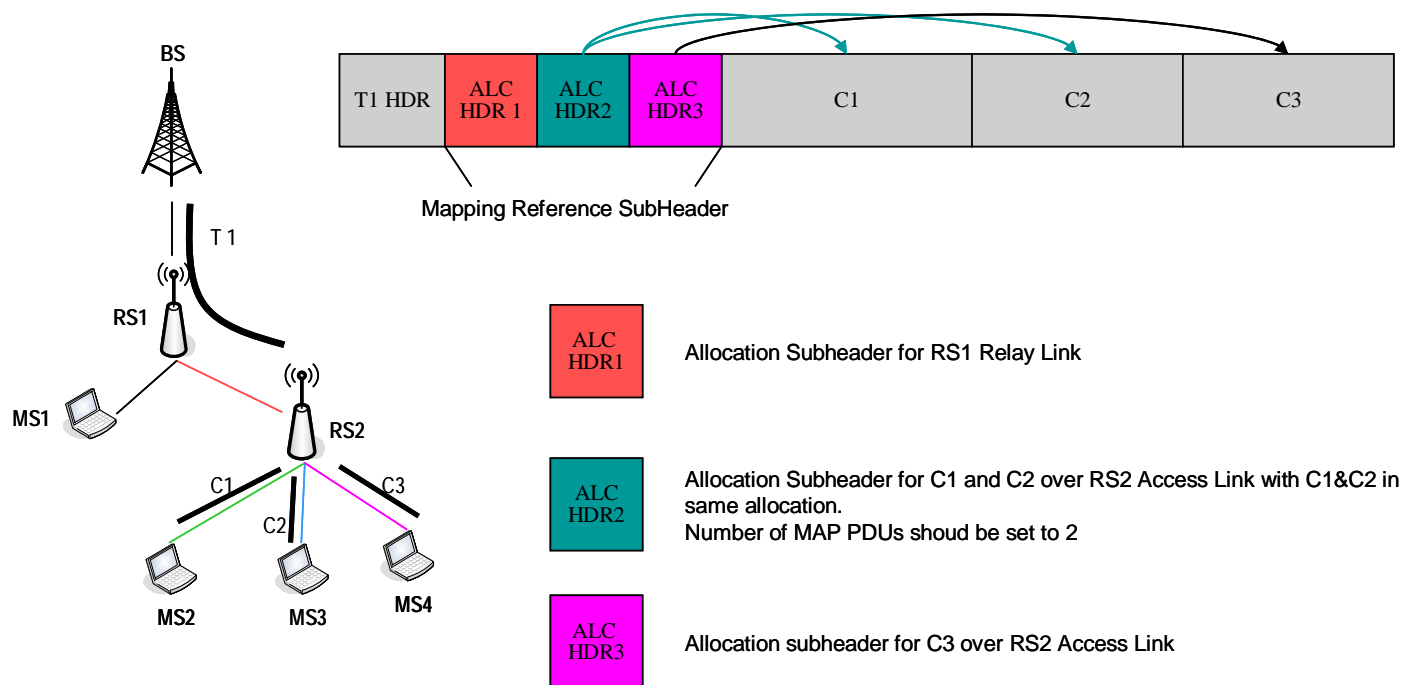 BS
T1 HDR
ALC
HDR 1
ALC
HDR2
ALC
HDR3
C1
C2
C3
Mapping Reference SubHeader
T 1
RS1
MS1
RS2
C1
C2
C3
MS2
MS3
MS4
ALC
HDR1
Allocation Subheader for RS1 Relay Link
ALC
HDR2
Allocation Subheader for C1 and C2 over RS2 Access Link with C1&C2 in
same allocation.
Number of MAP PDUs shoud be set to 2
ALC
HDR3
Allocation subheader for C3 over RS2 Access Link